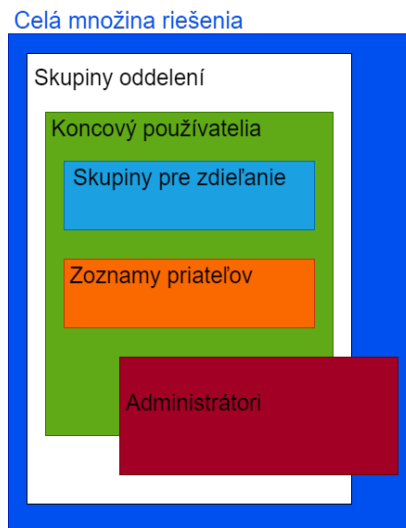 Celá množina riešenia
Skupiny oddelení
Koncový používatelia
Skupiny pre zdieľanie
Zoznamy priateľov
Administrátori